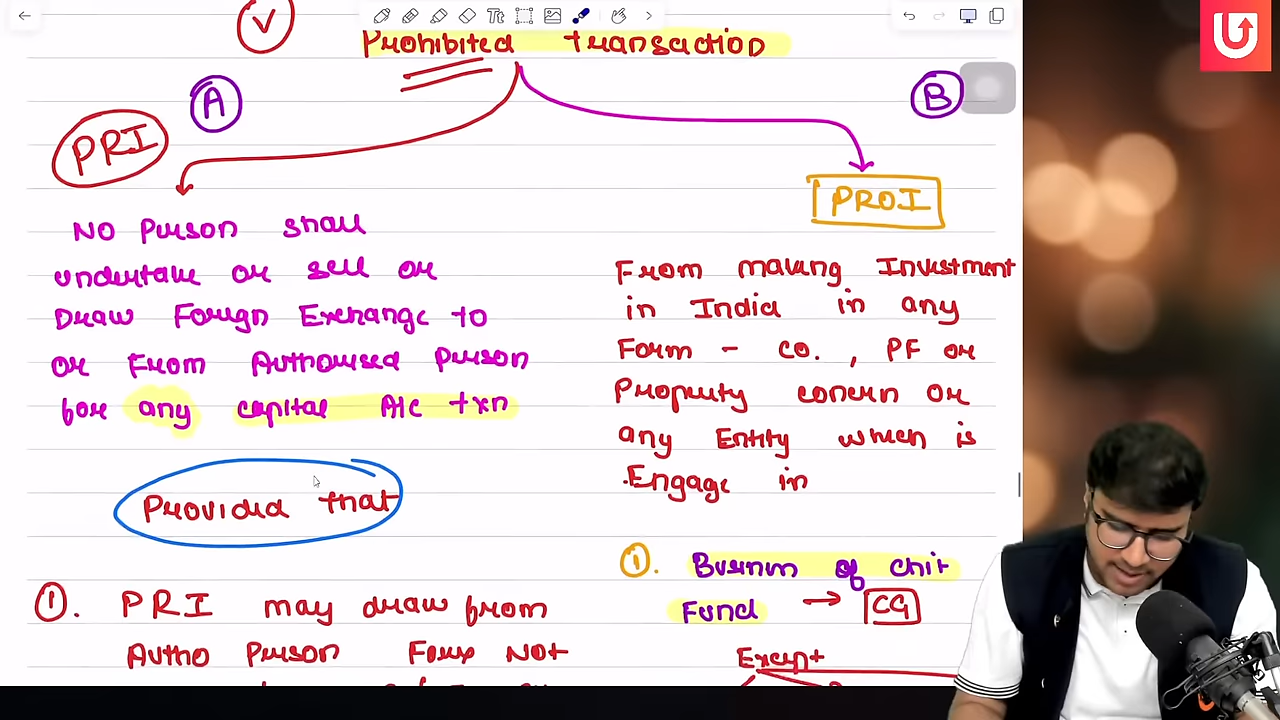 V
Prohibited transaction
A
B
PRI
PROI
No Person shall
undertake or sell or
Draw Foreign Exchange to
or From Authorised Person
for any capital A/c txn
From making Investment
in India in any
Form - co., PF or
Property concern or
any Entity which is
Engage in
Provided that
1. PRI may draw from
Autho Person Forex Not
1. Business of chit
Fund → CG
Except